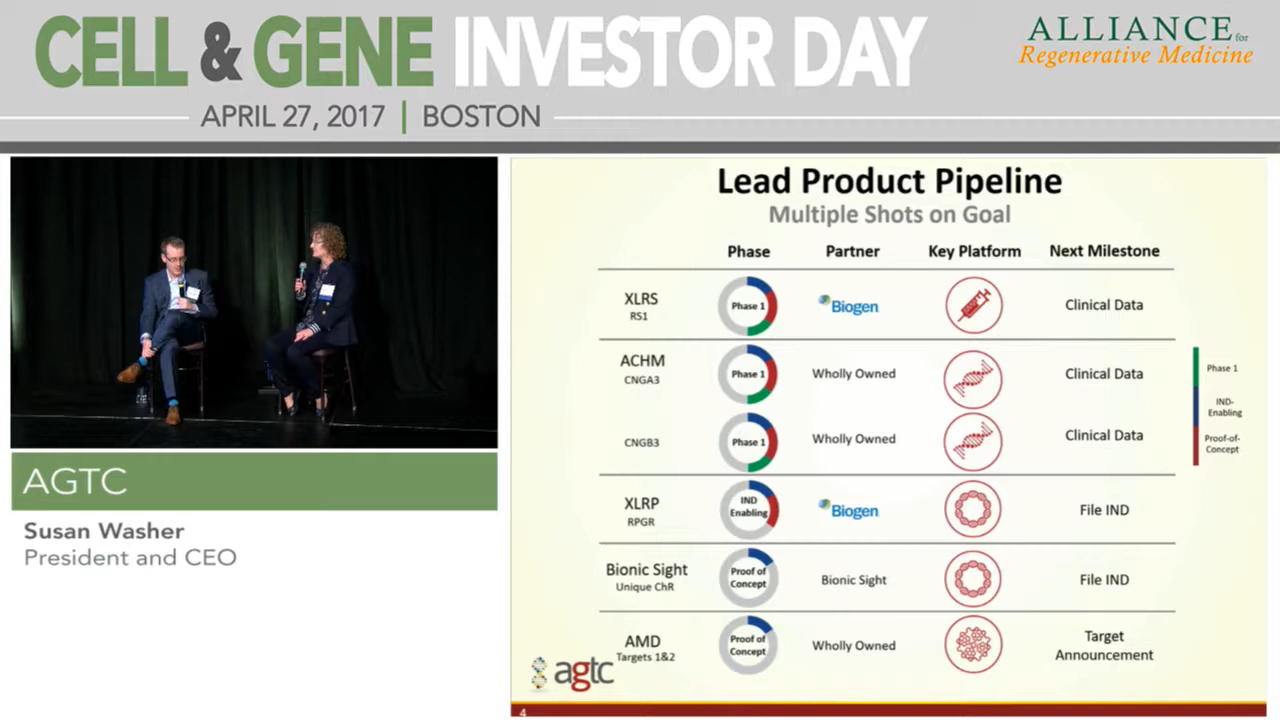 CELL & GENE INVESTOR DAY
APRIL 27, 2017 | BOSTON
ALLIANCE for
Regenerative Medicine
AGTC
Susan Washer
President and CEO
Lead Product Pipeline
Multiple Shots on Goal
Phase Partner Key Platform Next Milestone
XLRS
RS1
Phase 1
Biogen
Clinical Data
ACHM
CNGA3
Phase 1
Wholly Owned
Clinical Data
CNGB3
Phase 1
Wholly Owned
Clinical Data
XLRP
RPGR
IND
Enabling
Biogen
File IND
Bionic Sight
Unique ChR
Proof of
Concept
Bionic Sight
File IND
AMD
Targets 1&2
Proof of
Concept
Wholly Owned
Target
Announcement
Phase 1
IND-
Enabling
Proof-of-
Concept
agtc
4